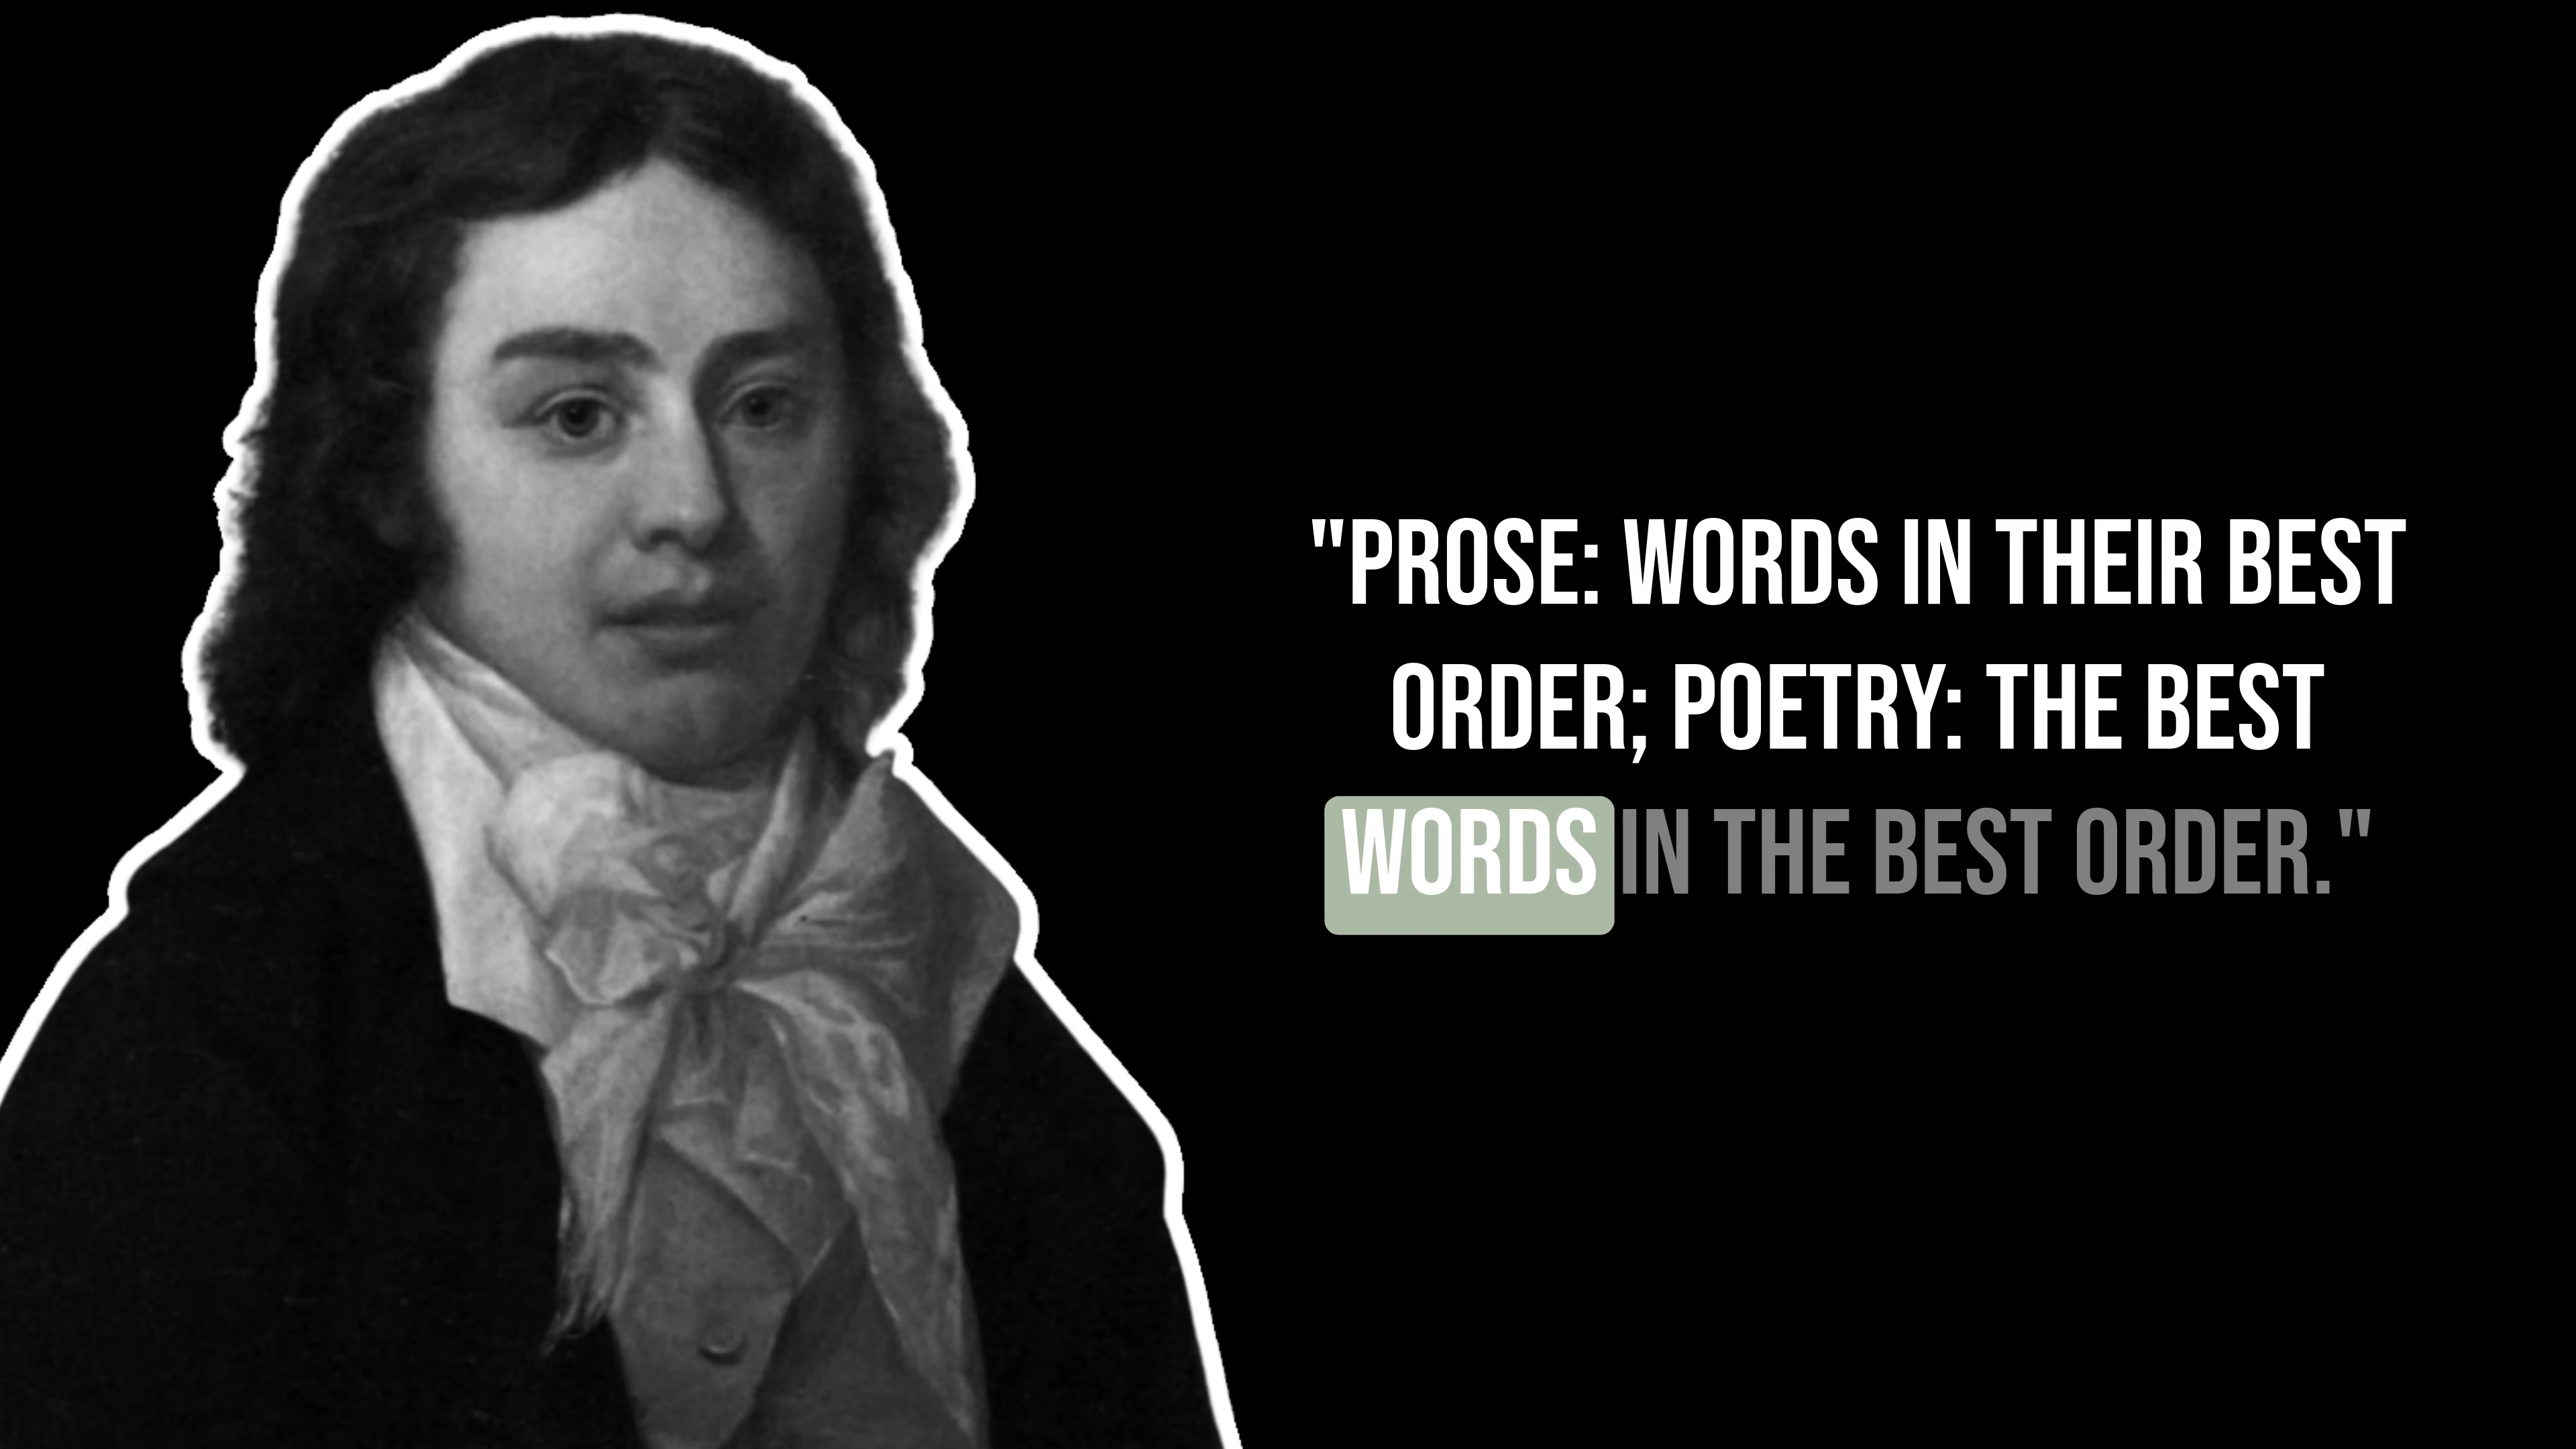 "PROSE: WORDS IN THEIR BEST
ORDER; POETRY: THE BEST
WORDS IN THE BEST ORDER."